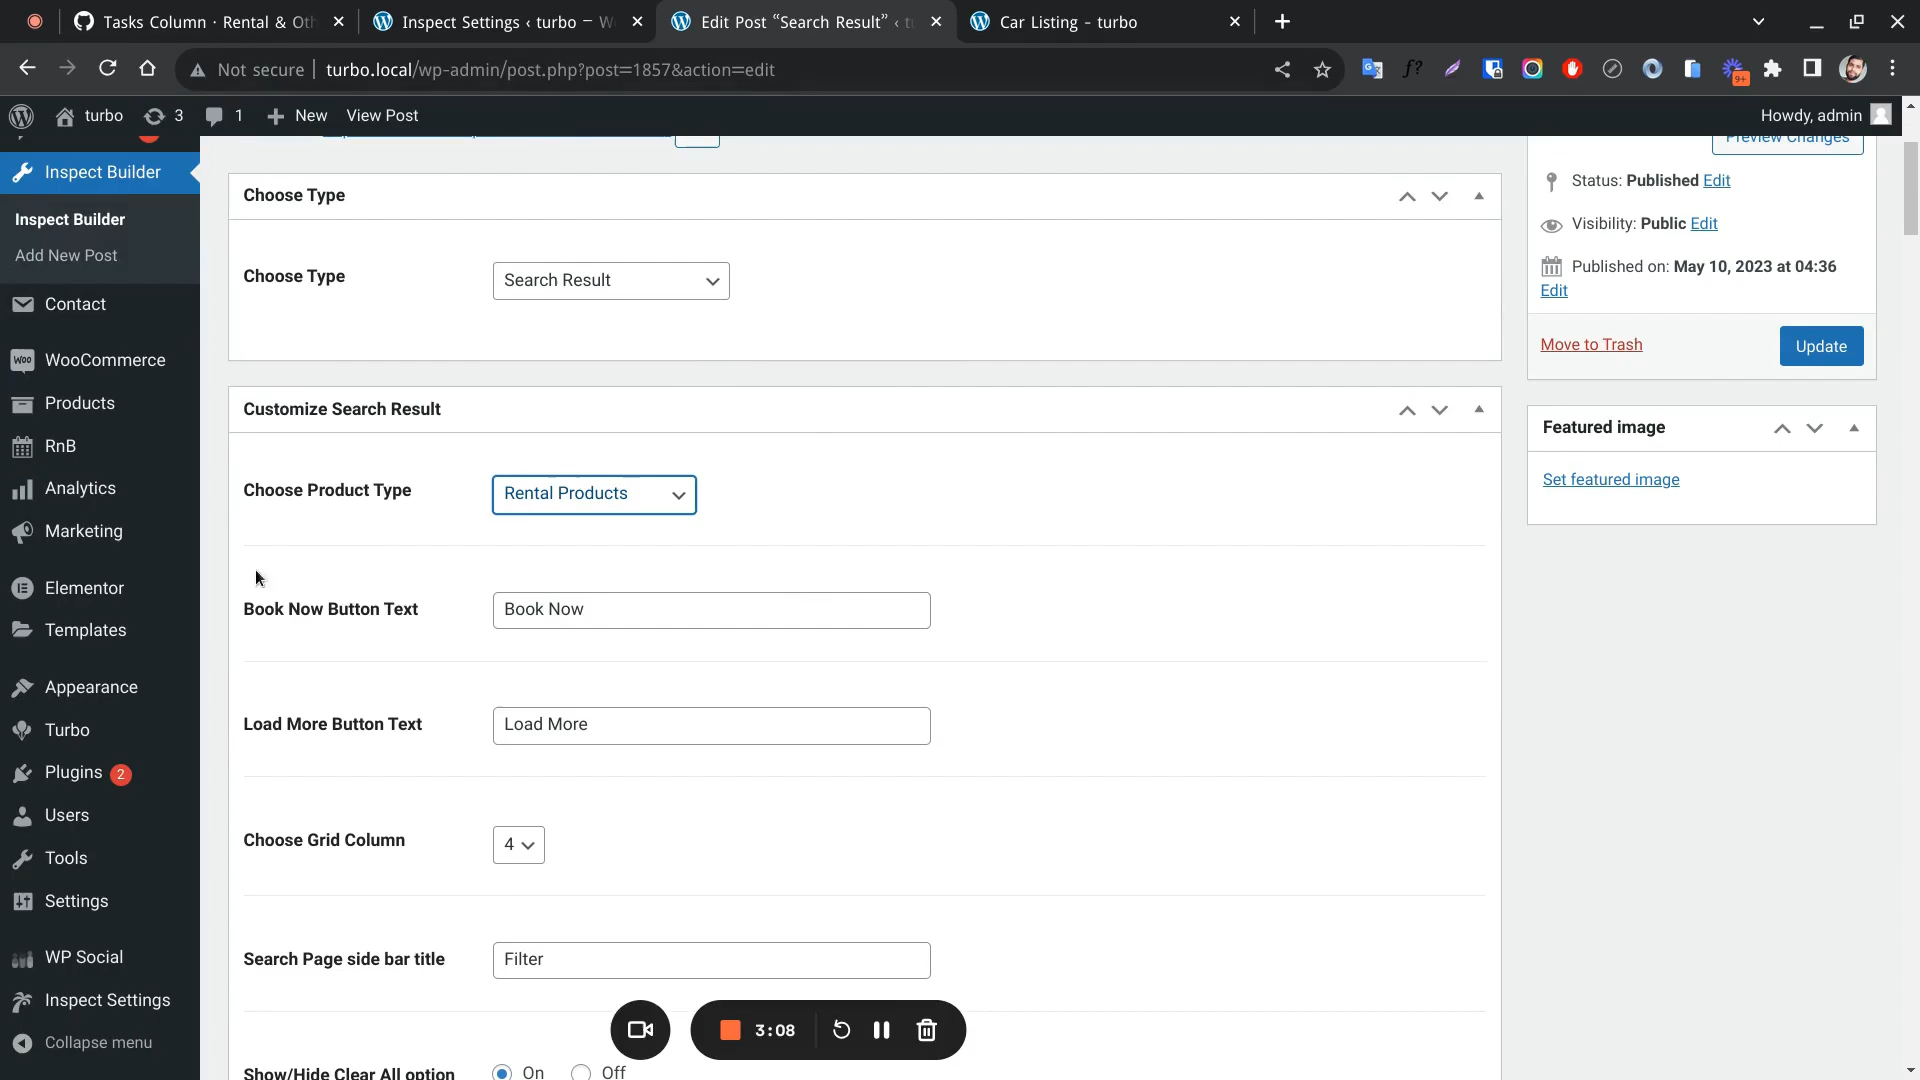 Tasks Column · Rental & Oth
Inspect Settings ‹ turbo — W
Edit Post “Search Result” ‹ tu
Car Listing - turbo
Not secure | turbo.local/wp-admin/post.php?post=1857&action=edit
9+
turbo
3
1
New
View Post
Howdy, admin
Inspect Builder
Inspect Builder
Add New Post
Contact
WooCommerce
Products
RnB
Analytics
Marketing
Elementor
Templates
Appearance
Turbo
Plugins 2
Users
Tools
Settings
WP Social
Inspect Settings
Collapse menu
Choose Type
Choose Type
Search Result
Customize Search Result
Choose Product Type
Rental Products
Book Now Button Text
Book Now
Load More Button Text
Load More
Choose Grid Column
4
Search Page side bar title
Filter
Show/Hide Clear All option
On
Off
3:08
Preview Changes
Status: Published Edit
Visibility: Public Edit
Published on: May 10, 2023 at 04:36
Edit
Move to Trash
Update
Featured image
Set featured image